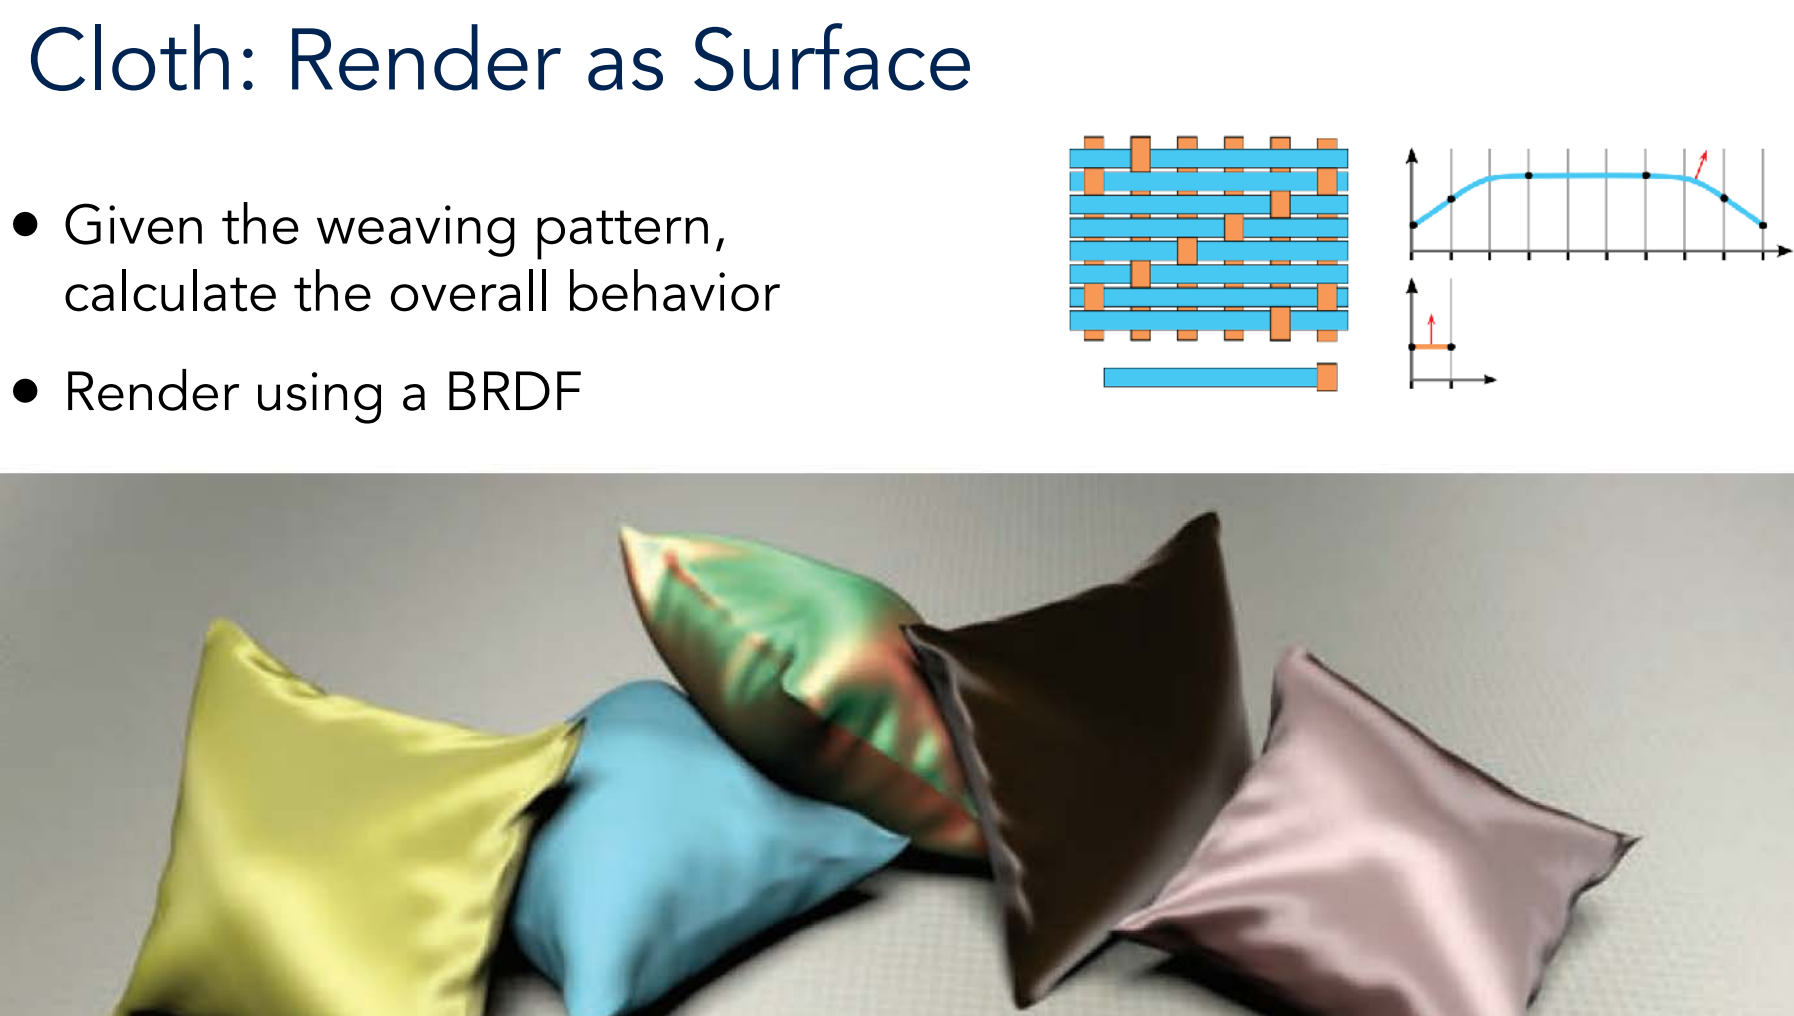 Cloth: Render as Surface
• Given the weaving pattern,
calculate the overall behavior
• Render using a BRDF